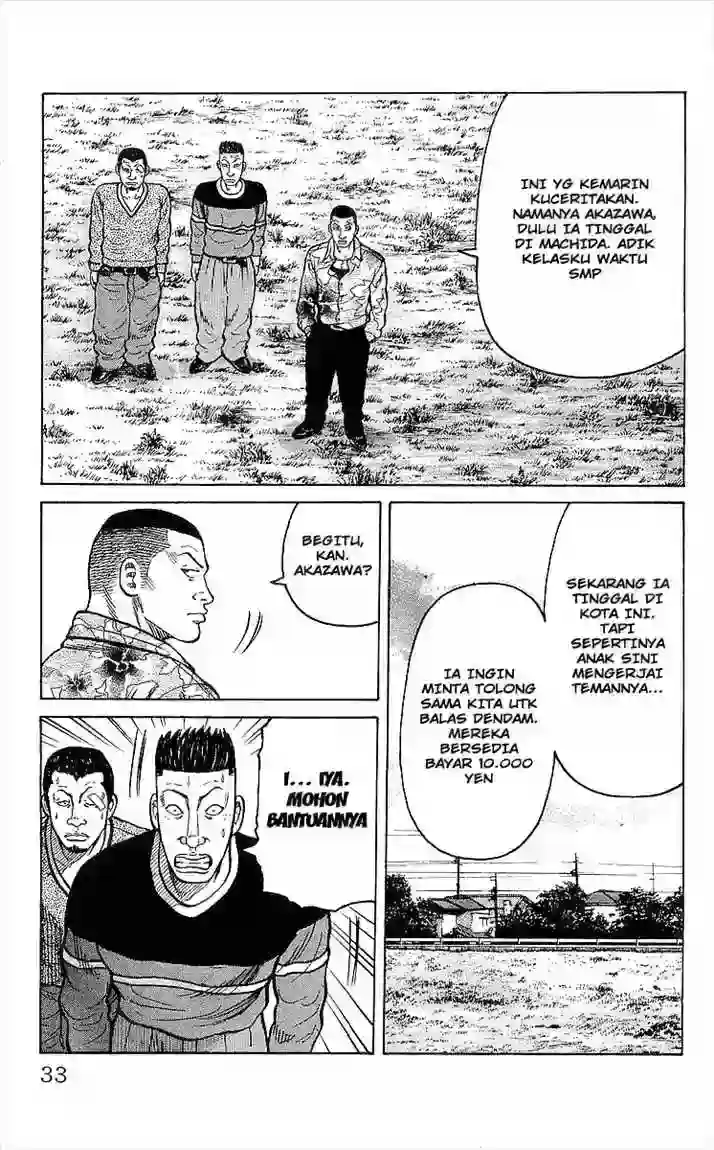 INI YG KEMARIN
KUCERITAKAN.
NAMANYA AKAZAWA,
DULU IA TINGGAL
DI MACHIDA. ADIK
KELASKU WAKTU
SMP
SEKARANG IA
TINGGAL DI
KOTA INI.
TAPI
SEPERTINYA
ANAK SINI
MENGERJAI
TEMANNYA...
IA INGIN
MINTA TOLONG
SAMA KITA UTK
BALAS DENDAM.
MEREKA
BERSEDIA
BAYAR 10.000
YEN
BEGITU,
KAN.
AKAZAWA?
I... IYA.
MOHON
BANTUANNYA
33